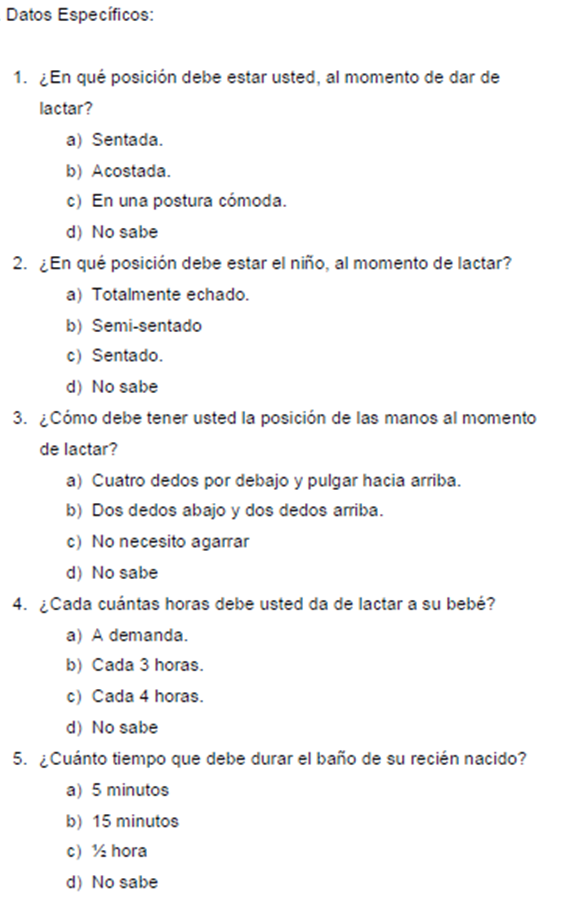 Datos Específicos:
1. ¿En qué posición debe estar usted, al momento de dar de
lactar?
a) Sentada.
b) Acostada.
c) En una postura cómoda.
d) No sabe
2. ¿En qué posición debe estar el niño, al momento de lactar?
a) Totalmente echado.
b) Semi-sentado
c) Sentado.
d) No sabe
3. ¿Cómo debe tener usted la posición de las manos al momento
de lactar?
a) Cuatro dedos por debajo y pulgar hacia arriba.
b) Dos dedos abajo y dos dedos arriba.
c) No necesito agarrar
d) No sabe
4. ¿Cada cuántas horas debe usted da de lactar a su bebé?
a) A demanda.
b) Cada 3 horas.
c) Cada 4 horas.
d) No sabe
5. ¿Cuánto tiempo que debe durar el baño de su recién nacido?
a) 5 minutos
b) 15 minutos
c) ½ hora
d) No sabe